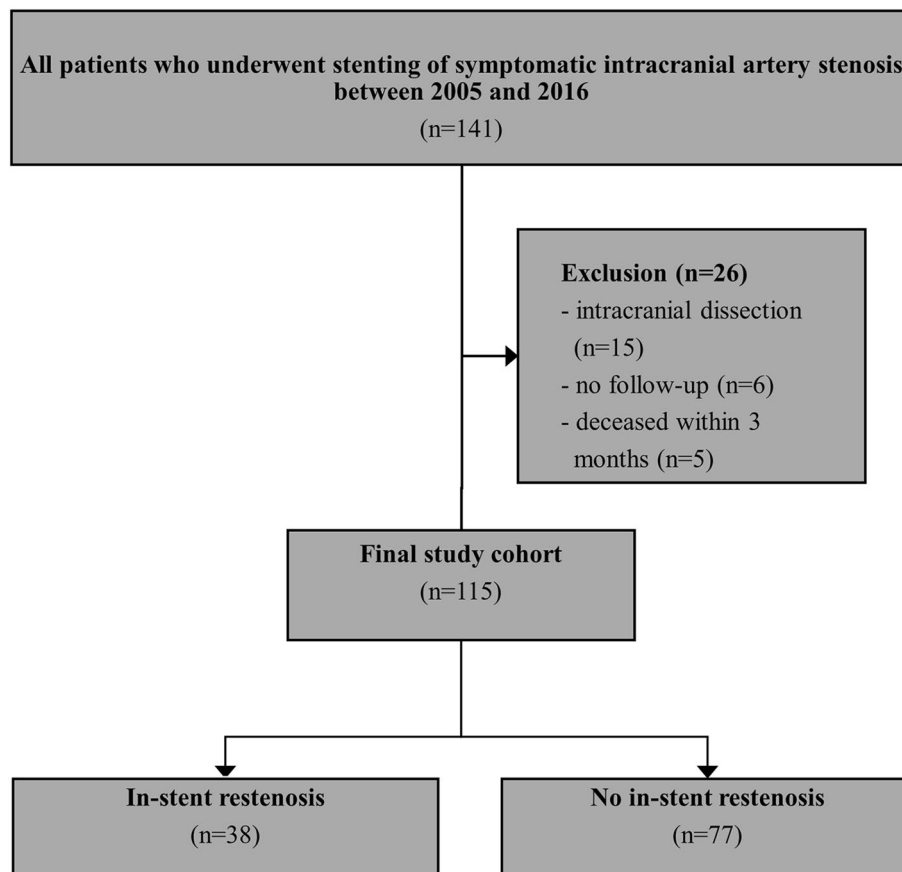 All patients who underwent stenting of symptomatic intracranial artery stenosis
between 2005 and 2016
(n=141)
Exclusion (n=26)
- intracranial dissection
(n=15)
- no follow-up (n=6)
- deceased within 3
months (n=5)
Final study cohort
(n=115)
In-stent restenosis
(n=38)
No in-stent restenosis
(n=77)